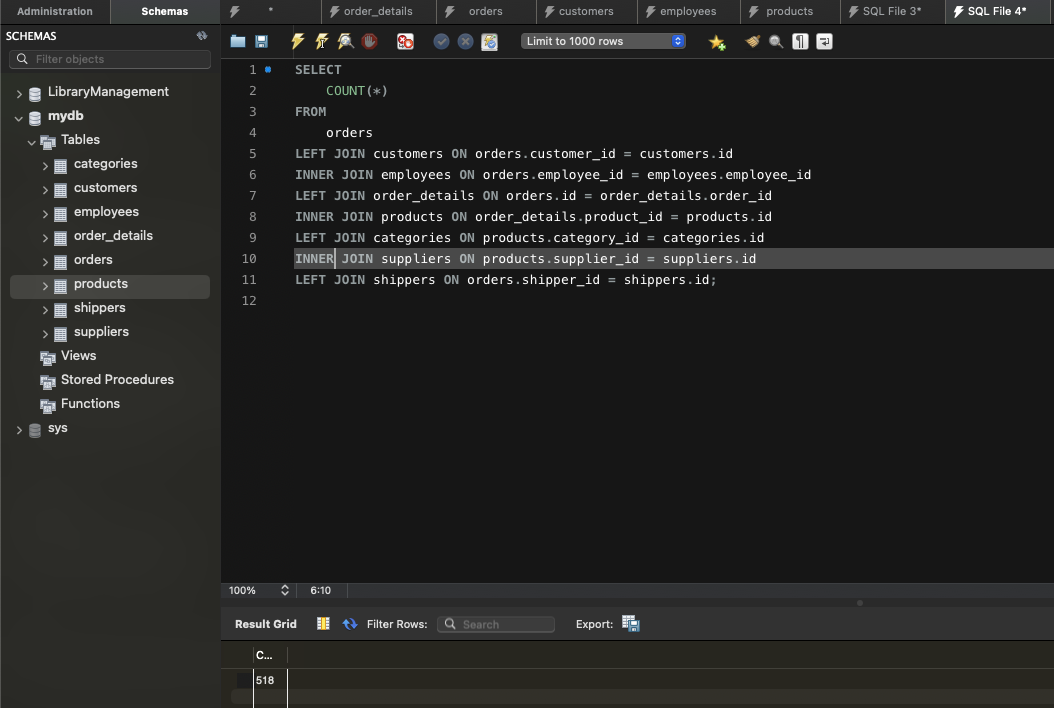 Administration Schemas * order_details orders customers employees products SQL File 3* SQL File 4*
SCHEMAS
Filter objects
LibraryManagement
mydb
Tables
categories
customers
employees
order_details
orders
products
shippers
suppliers
Views
Stored Procedures
Functions
sys
Limit to 1000 rows
1 SELECT
2 COUNT(*)
3 FROM
4 orders
5 LEFT JOIN customers ON orders.customer_id = customers.id
6 INNER JOIN employees ON orders.employee_id = employees.employee_id
7 LEFT JOIN order_details ON orders.id = order_details.order_id
8 INNER JOIN products ON order_details.product_id = products.id
9 LEFT JOIN categories ON products.category_id = categories.id
10 INNER JOIN suppliers ON products.supplier_id = suppliers.id
11 LEFT JOIN shippers ON orders.shipper_id = shippers.id;
12
100% 6:10
Result Grid Filter Rows: Search Export:
C...
518